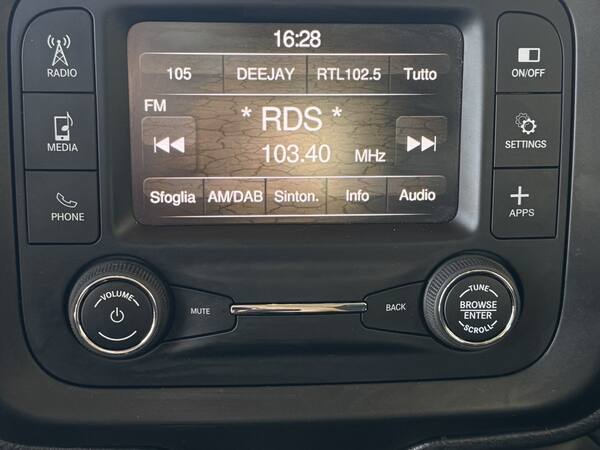 16:28
105 DEEJAY RTL102.5 Tutto
FM
* RDS *
103.40 MHz
Sfoglia AM/DAB Sinton. Info Audio
RADIO
MEDIA
PHONE
ON/OFF
SETTINGS
APPS
VOLUME
MUTE
BACK
TUNE
BROWSE
ENTER
SCROLL